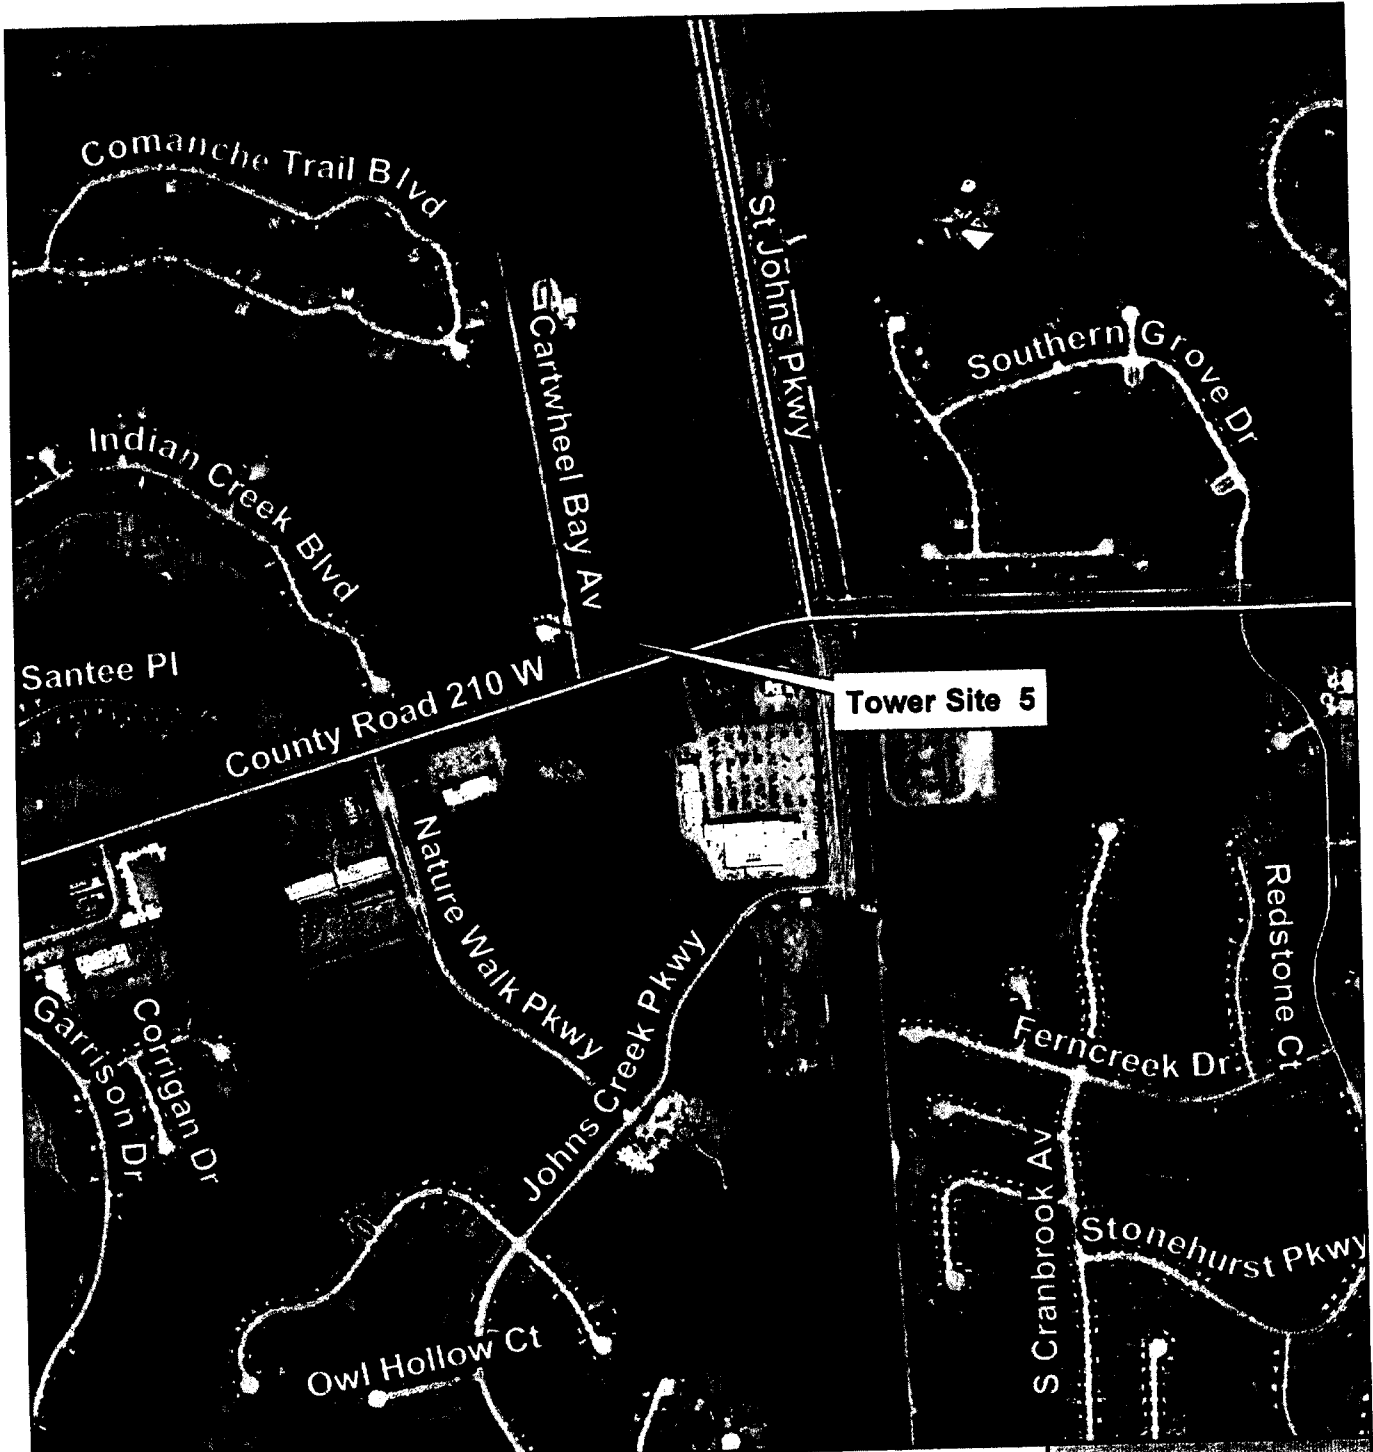 Comanche Trail Blvd
St Johns Pkwy
Southern Grove Dr
Cartwheel Bay Av
Indian Creek Blvd
Santee Pl
County Road 210 W
Tower Site 5
Nature Walk Pkwy
Redstone Ct
Johns Creek Pkwy
Garrison Dr
Corrigan Dr
Ferncreek Dr
S Cranbrook Av
Stonehurst Pkwy
Owl Hollow Ct